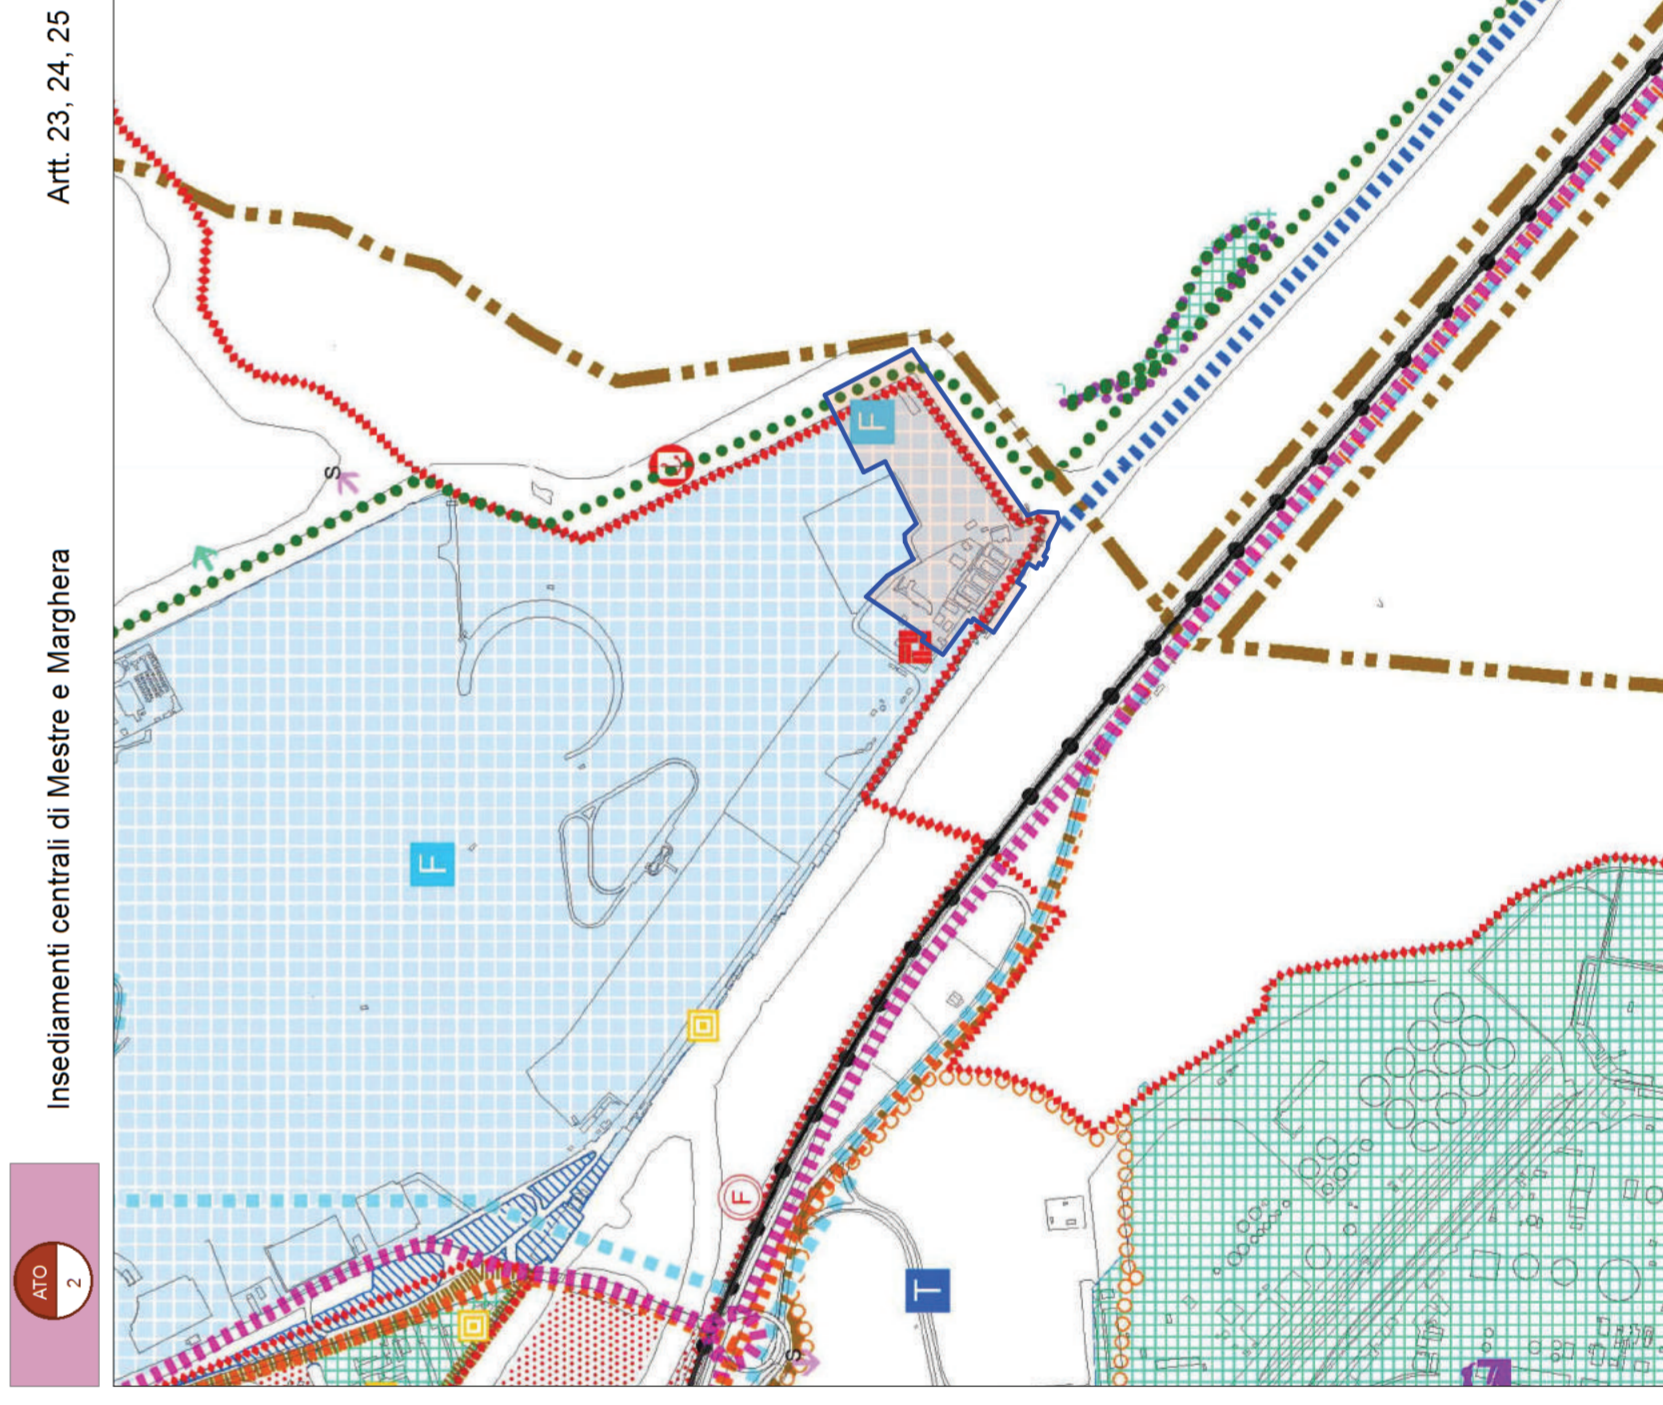 ATO
2
Insediamenti centrali di Mestre e Marghera
Artt. 23, 24, 25
S
F
F
F
T
S